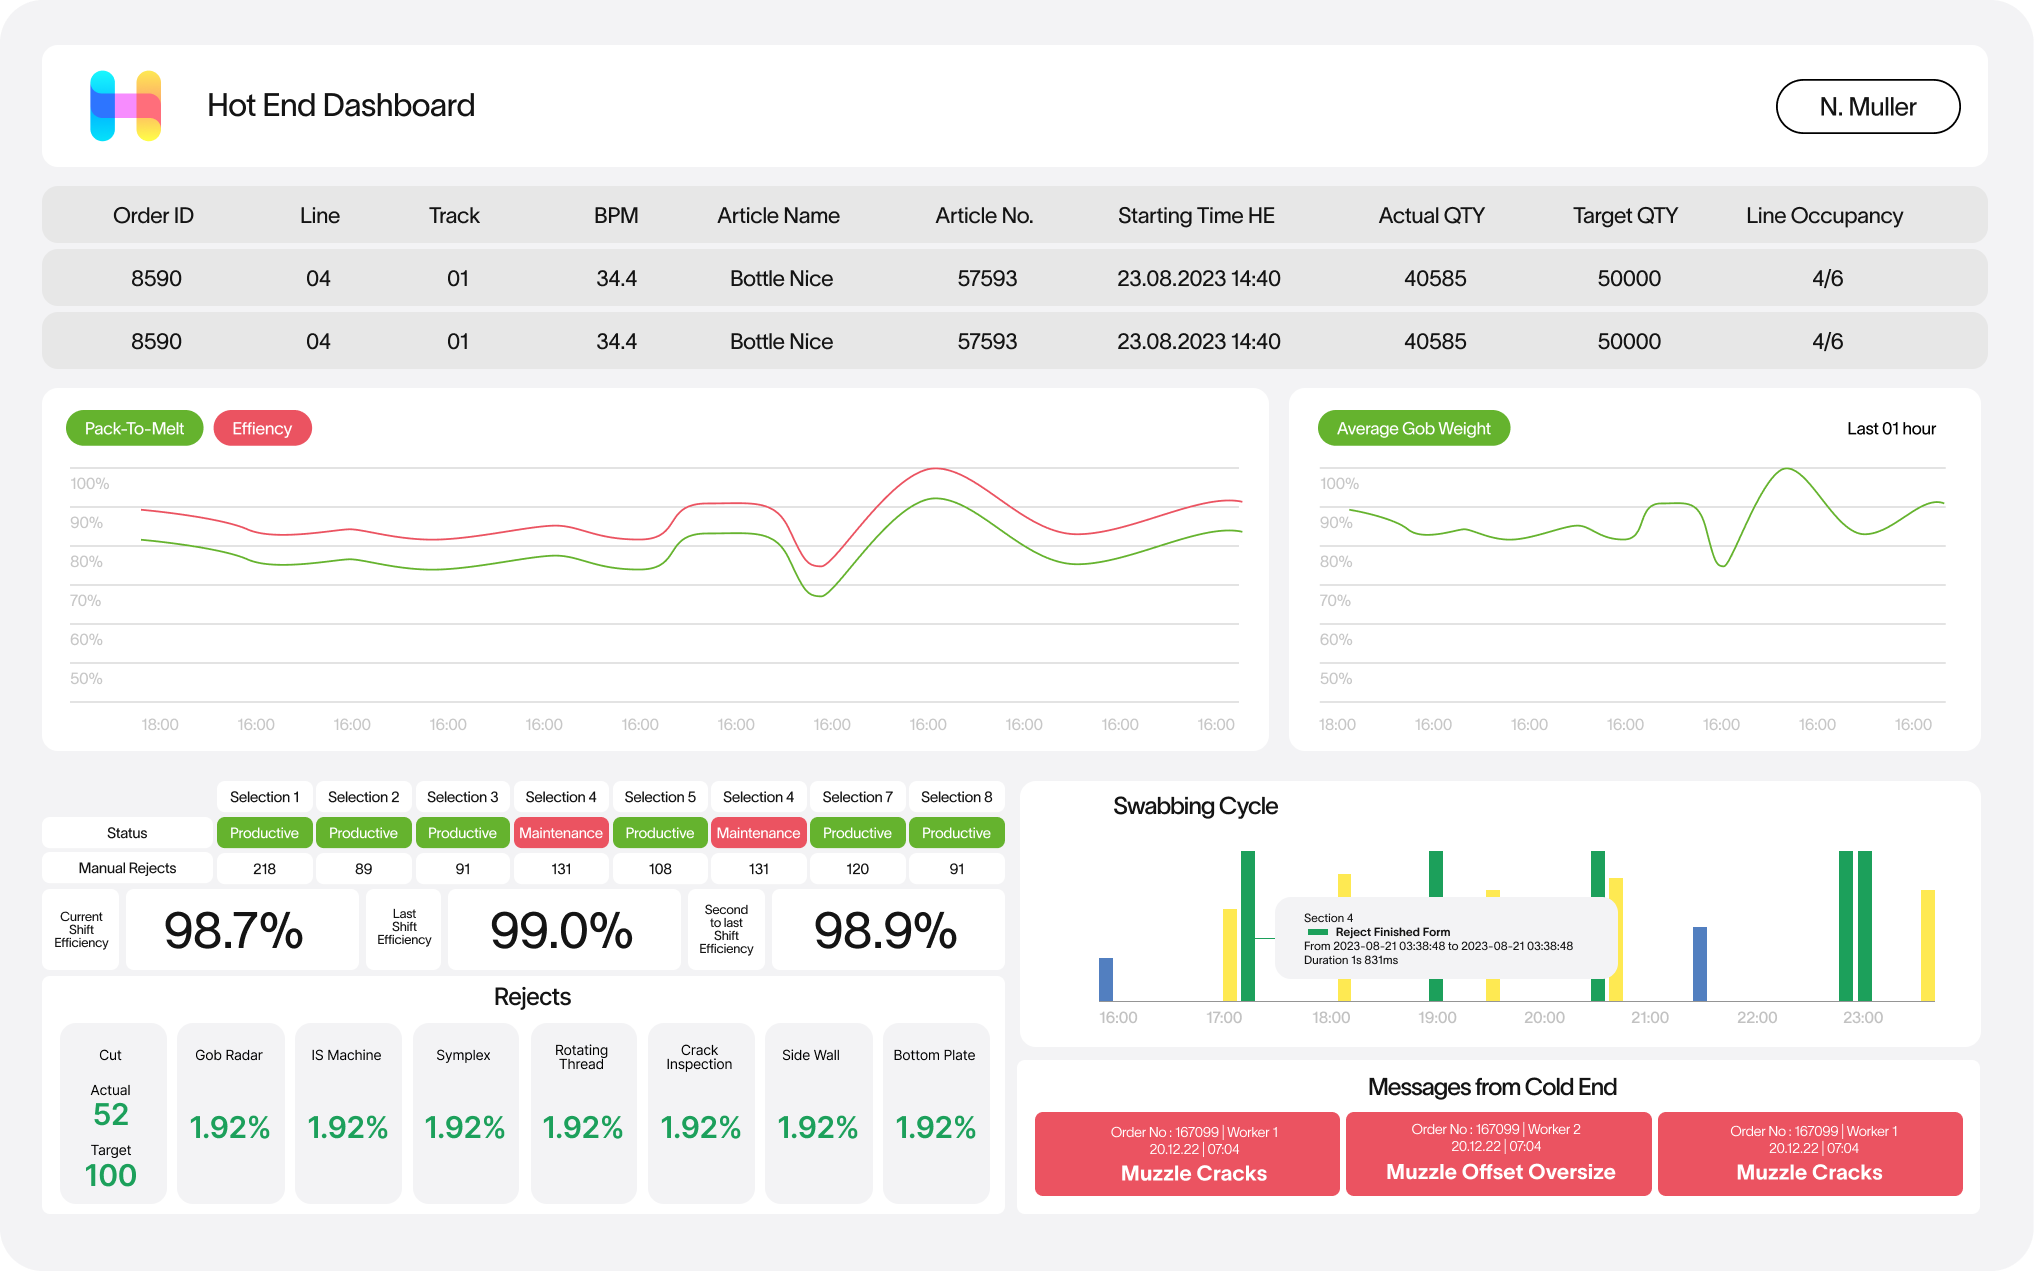 Hot End Dashboard
N. Muller
Order ID Line Track BPM Article Name Article No. Starting Time HE Actual QTY Target QTY Line Occupancy
8590 04 01 34.4 Bottle Nice 57593 23.08.2023 14:40 40585 50000 4/6
8590 04 01 34.4 Bottle Nice 57593 23.08.2023 14:40 40585 50000 4/6
Pack-To-Melt Effiency
100%
90%
80%
70%
60%
50%
18:00 16:00 16:00 16:00 16:00 16:00 16:00 16:00 16:00 16:00 16:00 16:00
Average Gob Weight Last 01 hour
100%
90%
80%
70%
60%
50%
18:00 16:00 16:00 16:00 16:00 16:00 16:00
Selection 1 Selection 2 Selection 3 Selection 4 Selection 5 Selection 4 Selection 7 Selection 8
Status Productive Productive Productive Maintenance Productive Maintenance Productive Productive
Manual Rejects 218 89 91 131 108 131 120 91
Current
Shift
Efficiency
98.7%
Last
Shift
Efficiency
99.0%
Second
to last
Shift
Efficiency
98.9%
Rejects
Cut
Actual
52
Target
100
Gob Radar
1.92%
IS Machine
1.92%
Symplex
1.92%
Rotating
Thread
1.92%
Crack
Inspection
1.92%
Side Wall
1.92%
Bottom Plate
1.92%
Swabbing Cycle
Section 4
Reject Finished Form
From 2023-08-21 03:38:48 to 2023-08-21 03:38:48
Duration 1s 831ms
16:00 17:00 18:00 19:00 20:00 21:00 22:00 23:00
Messages from Cold End
Order No : 167099 | Worker 1
20.12.22 | 07:04
Muzzle Cracks
Order No : 167099 | Worker 2
20.12.22 | 07:04
Muzzle Offset Oversize
Order No : 167099 | Worker 1
20.12.22 | 07:04
Muzzle Cracks